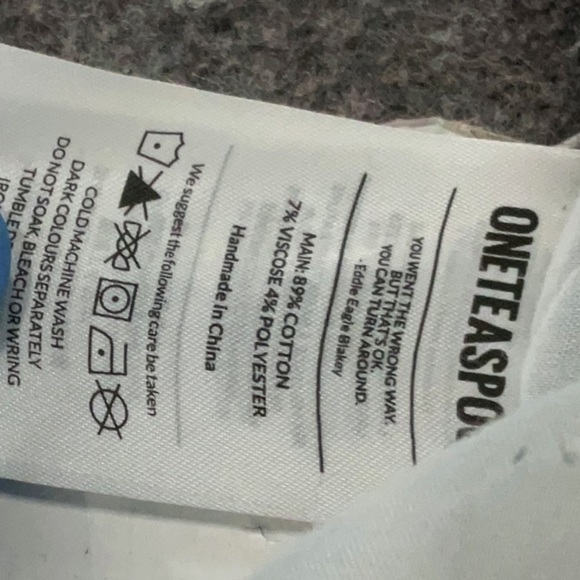 ONETEASPO
YOU WENT THE WRONG WAY.
BUT THAT'S OK,
YOU CAN TURN AROUND.
- Eddie Eagle Blakey
MAIN: 89% COTTON
7% VISCOSE 4% POLYESTER
Handmade in China
We suggest the following care be taken
COLD MACHINE WASH
DARK COLOURS SEPARATELY
DO NOT SOAK, BLEACH OR WRING
TUMBLE